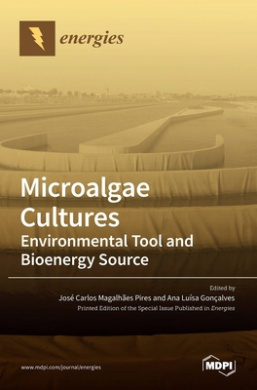 energies
Microalgae
Cultures
Environmental Tool and
Bioenergy Source
Edited by
José Carlos Magalhães Pires and Ana Luísa Gonçalves
Printed Edition of the Special Issue Published in Energies
www.mdpi.com/journal/energies
MDPI